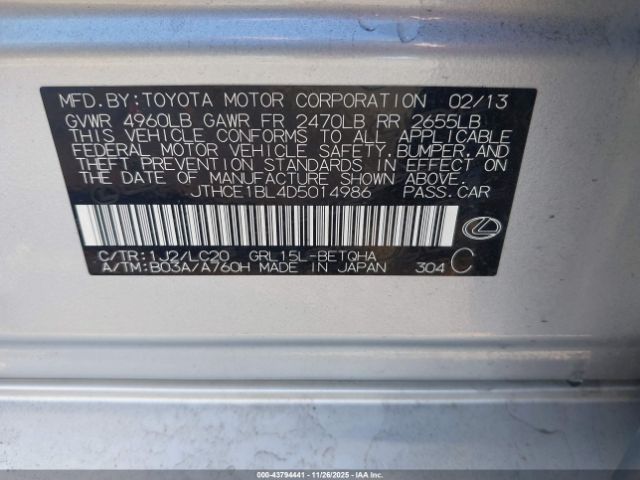 MFD. BY: TOYOTA MOTOR CORPORATION 02/13
GVWR 4960LB GAWR FR 2470LB RR 2655LB
THIS VEHICLE CONFORMS TO ALL APPLICABLE
FEDERAL MOTOR VEHICLE SAFETY, BUMPER, AND
THEFT PREVENTION STANDARDS IN EFFECT ON
THE DATE OF MANUFACTURE SHOWN ABOVE.
JTHCE1BL4D5014986 PASS. CAR
C/TR: 1J2/LC20 GRL15L-BETQHA
A/TM: B03A/A760H MADE IN JAPAN 304 C
000-43794441 - 11/26/2025 - IAAI.COM